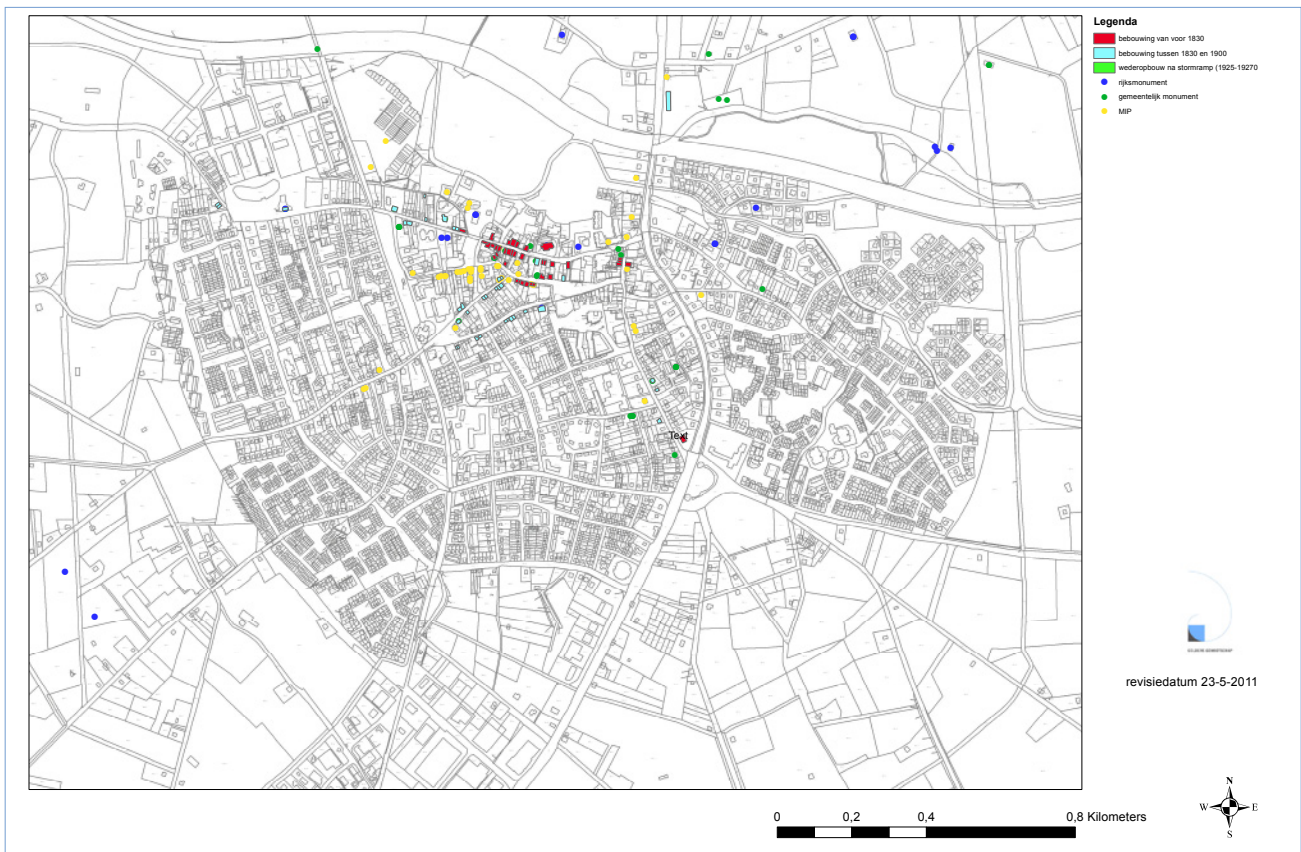 Legenda
bebouwing van voor 1830
bebouwing tussen 1830 en 1900
wederopbouw na stormramp (1925-19270
rijksmonument
gemeentelijk monument
MIP
Text
revisiedatum 23-5-2011
N
W E
S
0 0,2 0,4 0,8 Kilometers